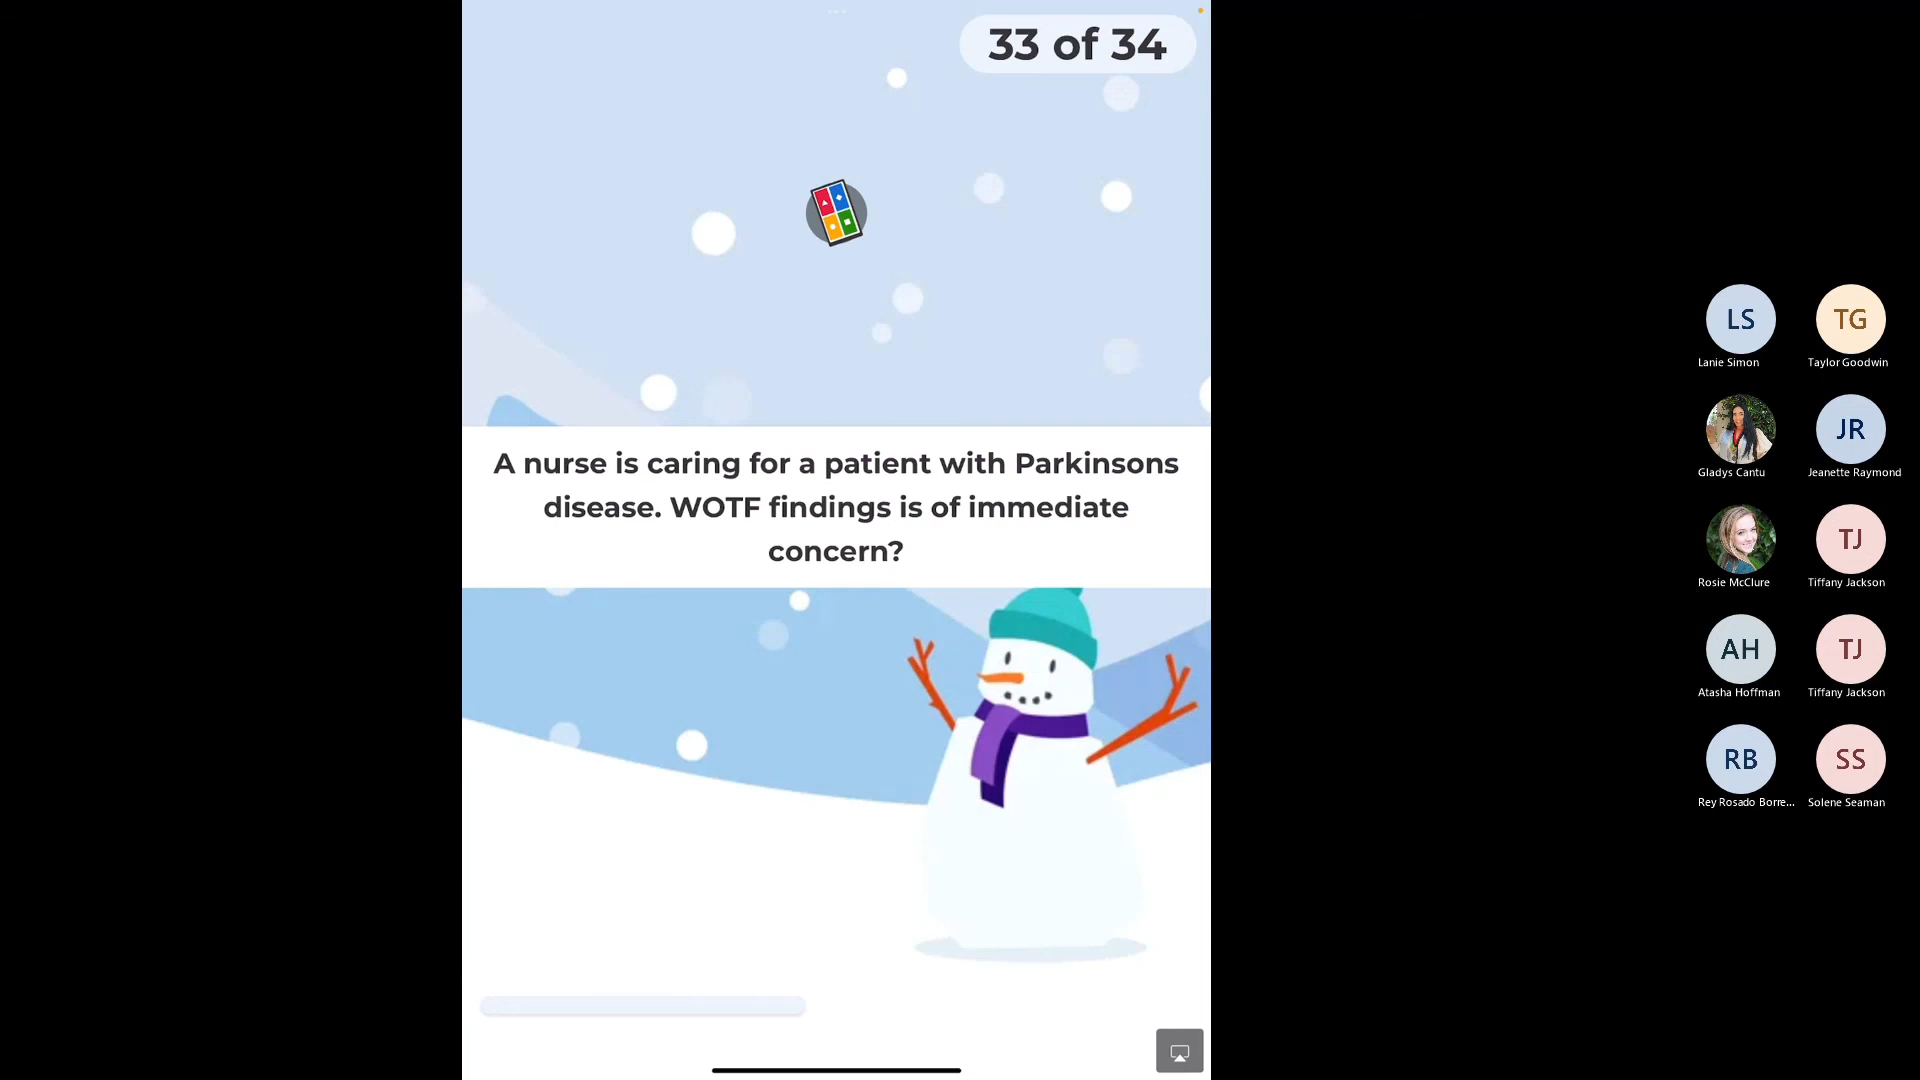 33 of 34
A nurse is caring for a patient with Parkinsons
disease. WOTF findings is of immediate
concern?
LS
Lanie Simon
TG
Taylor Goodwin
Gladys Cantu
JR
Jeanette Raymond
Rosie McClure
TJ
Tiffany Jackson
AH
Atasha Hoffman
TJ
Tiffany Jackson
RB
Rey Rosado Borre...
SS
Solene Seaman